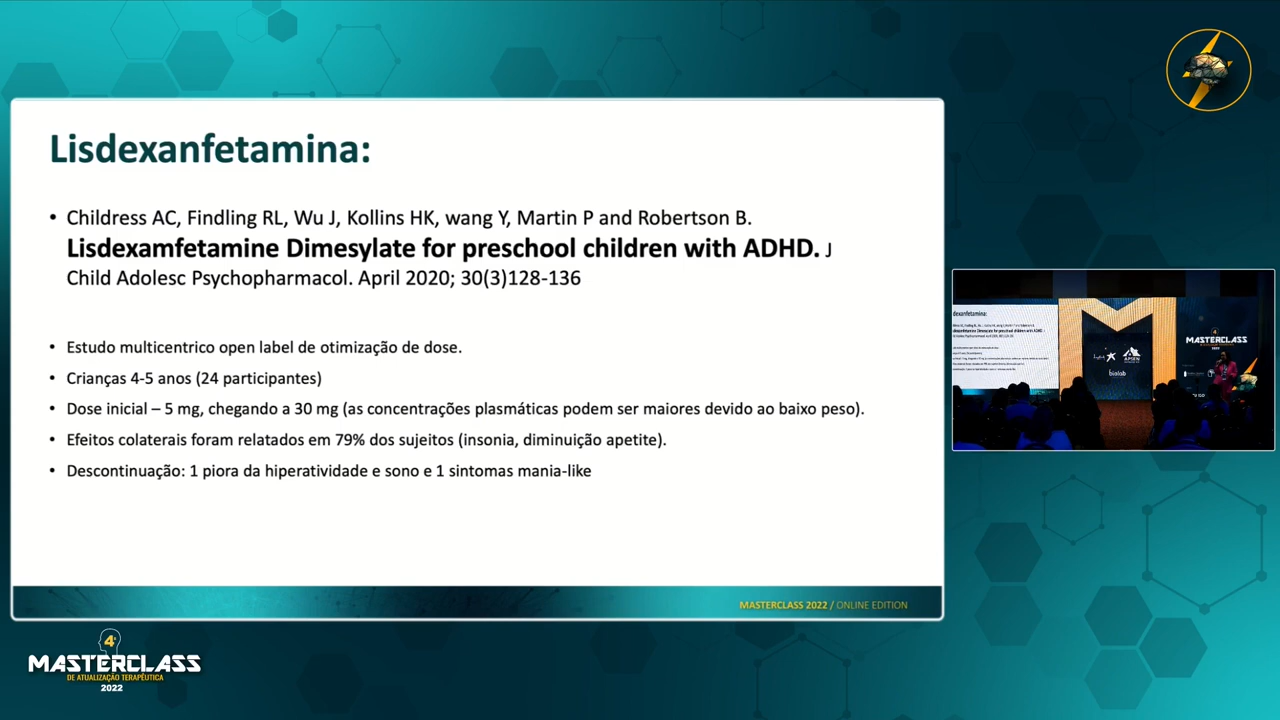 Lisdexanfetamina:
• Childress AC, Findling RL, Wu J, Kollins HK, wang Y, Martin P and Robertson B.
Lisdexamfetamine Dimesylate for preschool children with ADHD. J
Child Adolesc Psychopharmacol. April 2020; 30(3)128-136
• Estudo multicentrico open label de otimização de dose.
• Crianças 4-5 anos (24 participantes)
• Dose inicial – 5 mg, chegando a 30 mg (as concentrações plasmáticas podem ser maiores devido ao baixo peso).
• Efeitos colaterais foram relatados em 79% dos sujeitos (insonia, diminuição apetite).
• Descontinuação: 1 piora da hiperatividade e sono e 1 sintomas mania-like
MASTERCLASS 2022 / ONLINE EDITION
4ª
MASTERCLASS
DE ATUALIZAÇÃO TERAPÊUTICA
2022
dexanfetamina:
M
APSEN
biolab
MASTERCLASS